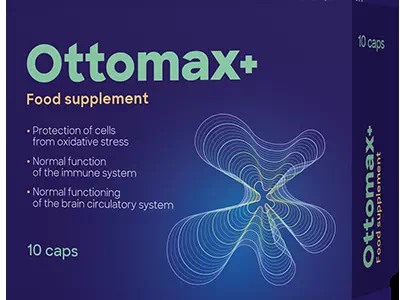 Ottomax+
Food supplement
• Protection of cells
from oxidative stress
• Normal function
of the immune system
• Normal functioning
of the brain circulatory system
10 caps
10 caps
Ottomax+
Food supplement